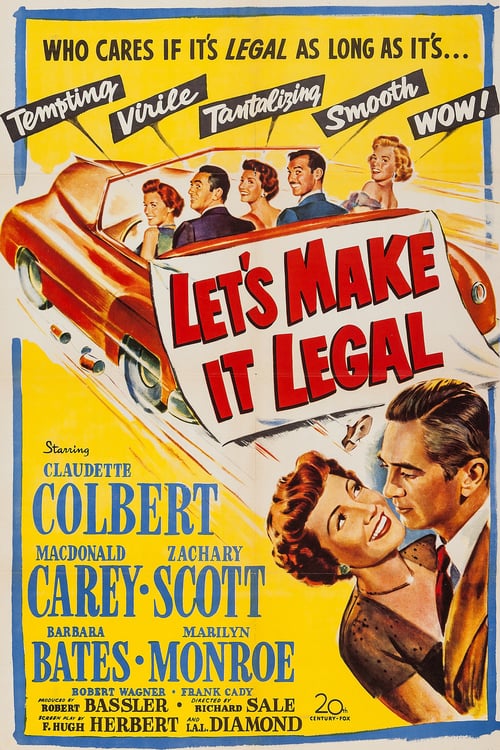 WHO CARES IF IT'S LEGAL AS LONG AS IT'S...
Tempting
Virile
Tantalizing
Smooth
WOW!
LET'S MAKE
IT LEGAL
Starring
CLAUDETTE
COLBERT
MACDONALD ZACHARY
CAREY · SCOTT
BARBARA MARILYN
BATES · MONROE
ROBERT WAGNER · FRANK CADY
PRODUCED BY ROBERT BASSLER · DIRECTED BY RICHARD SALE
SCREEN PLAY BY F. HUGH HERBERT AND I.A.L. DIAMOND
20th
CENTURY-FOX